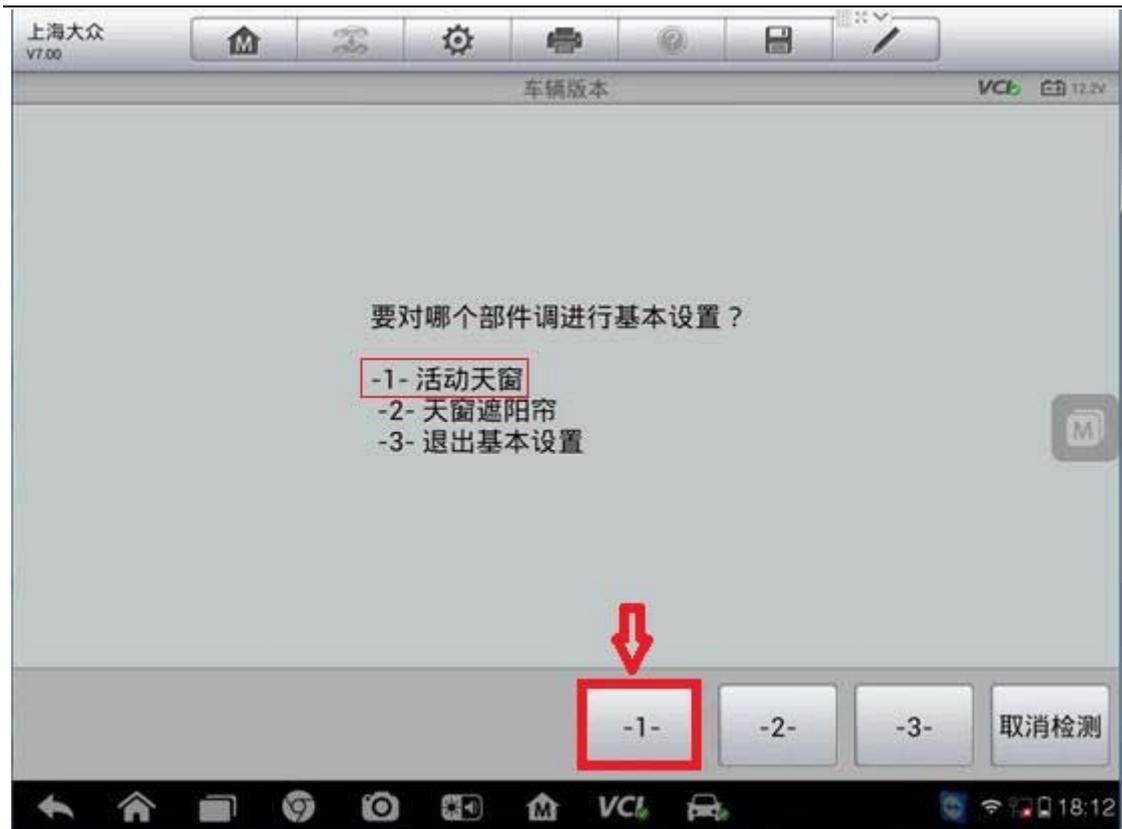 上海大众
V7.00
车辆版本
VCI
12.2V
要对哪个部件调进行基本设置？
-1- 活动天窗
-2- 天窗遮阳帘
-3- 退出基本设置
M
-1-
-2-
-3-
取消检测
VCI
18:12